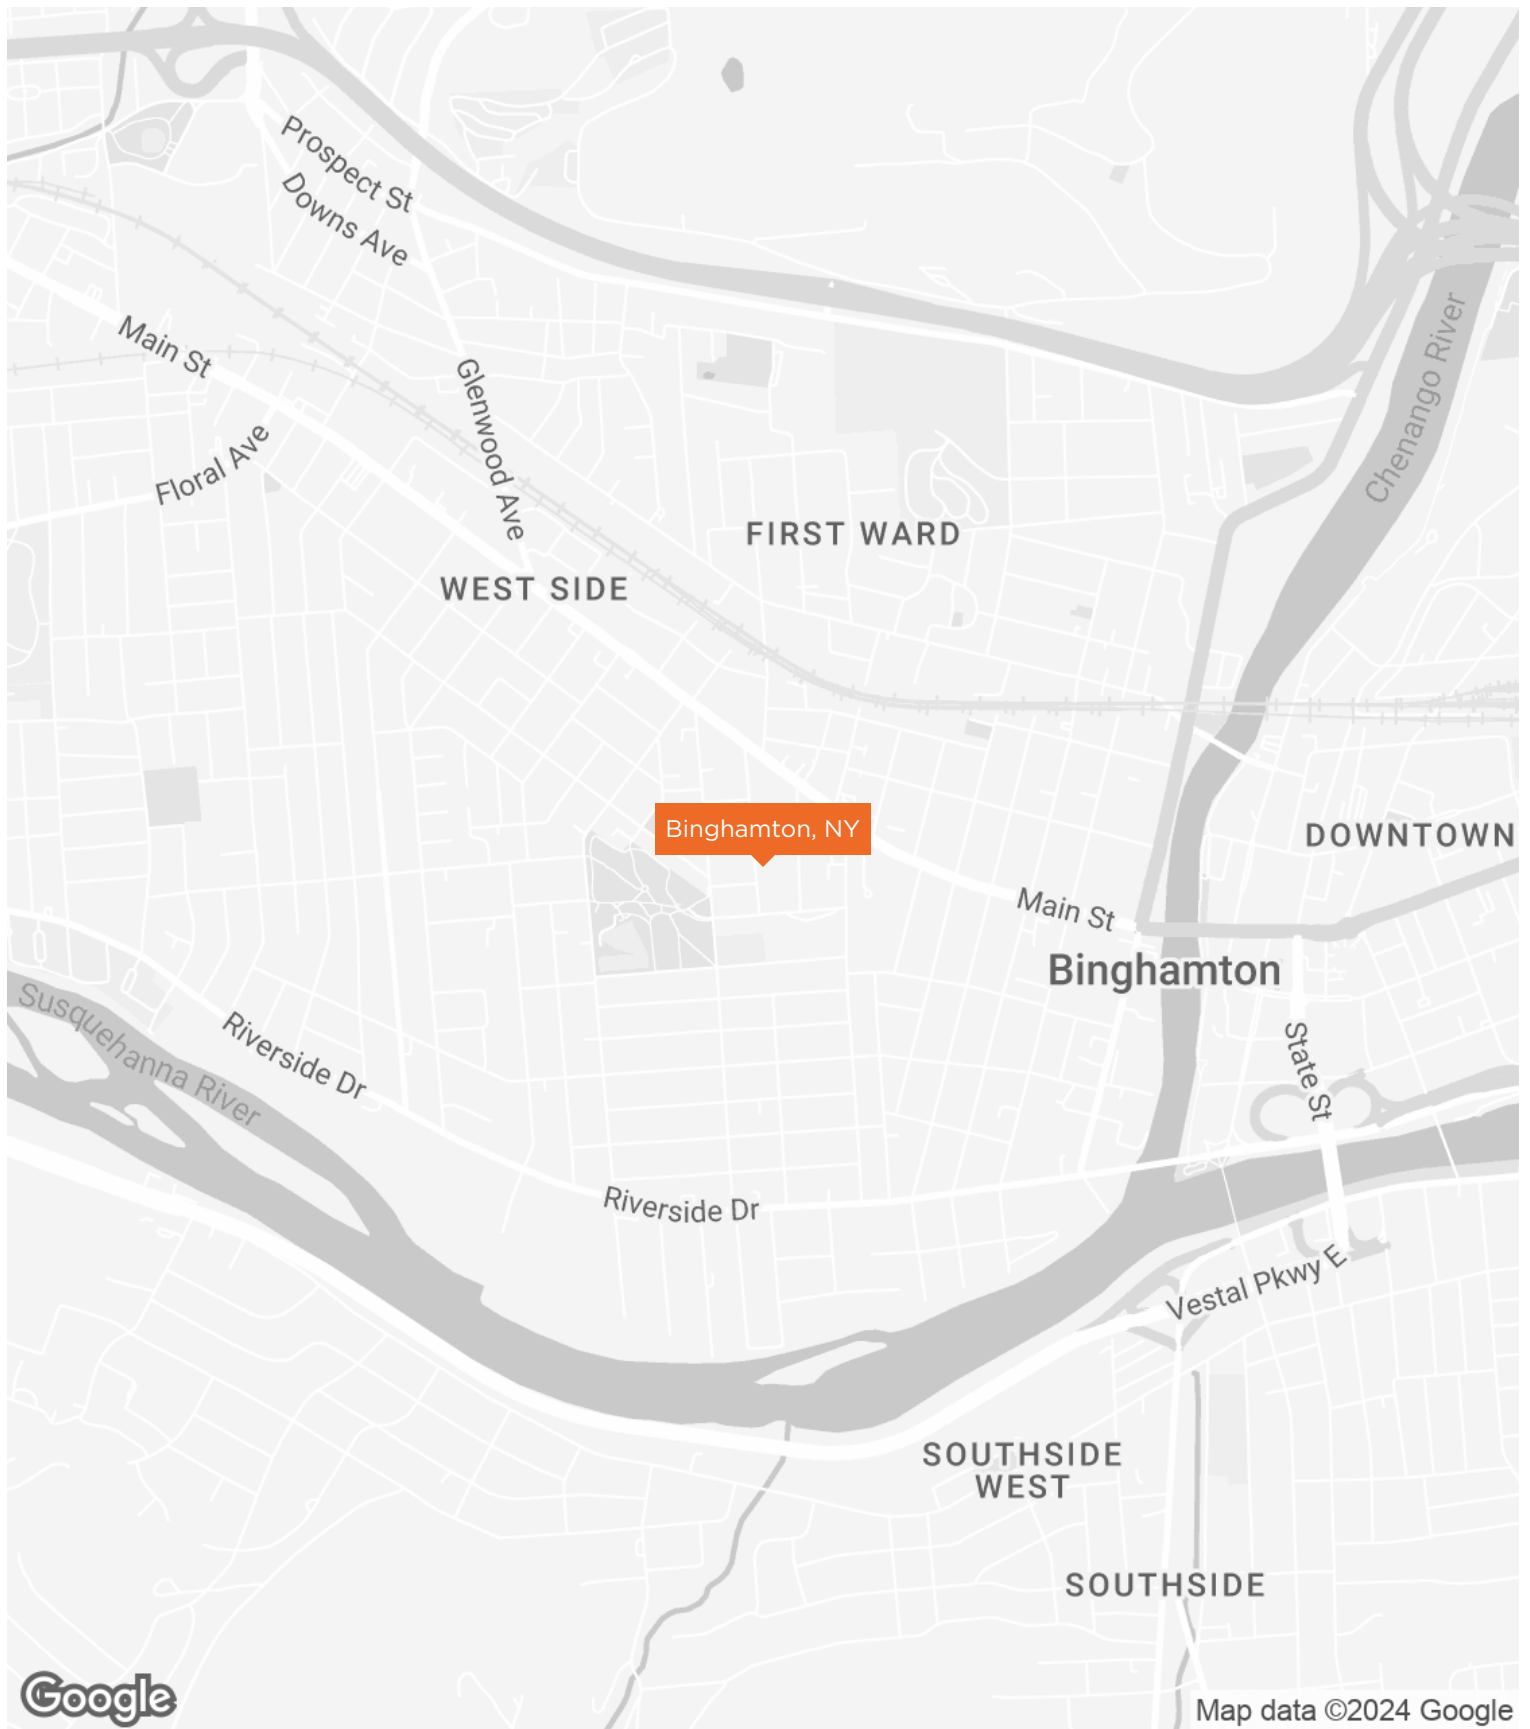 Prospect St
Downs Ave
Main St
Glenwood Ave
Floral Ave
Chenango River
FIRST WARD
WEST SIDE
Binghamton, NY
DOWNTOWN
Main St
Binghamton
Susquehanna River
Riverside Dr
State St
Riverside Dr
Vestal Pkwy E
SOUTHSIDE
WEST
SOUTHSIDE
Google
Map data ©2024 Google